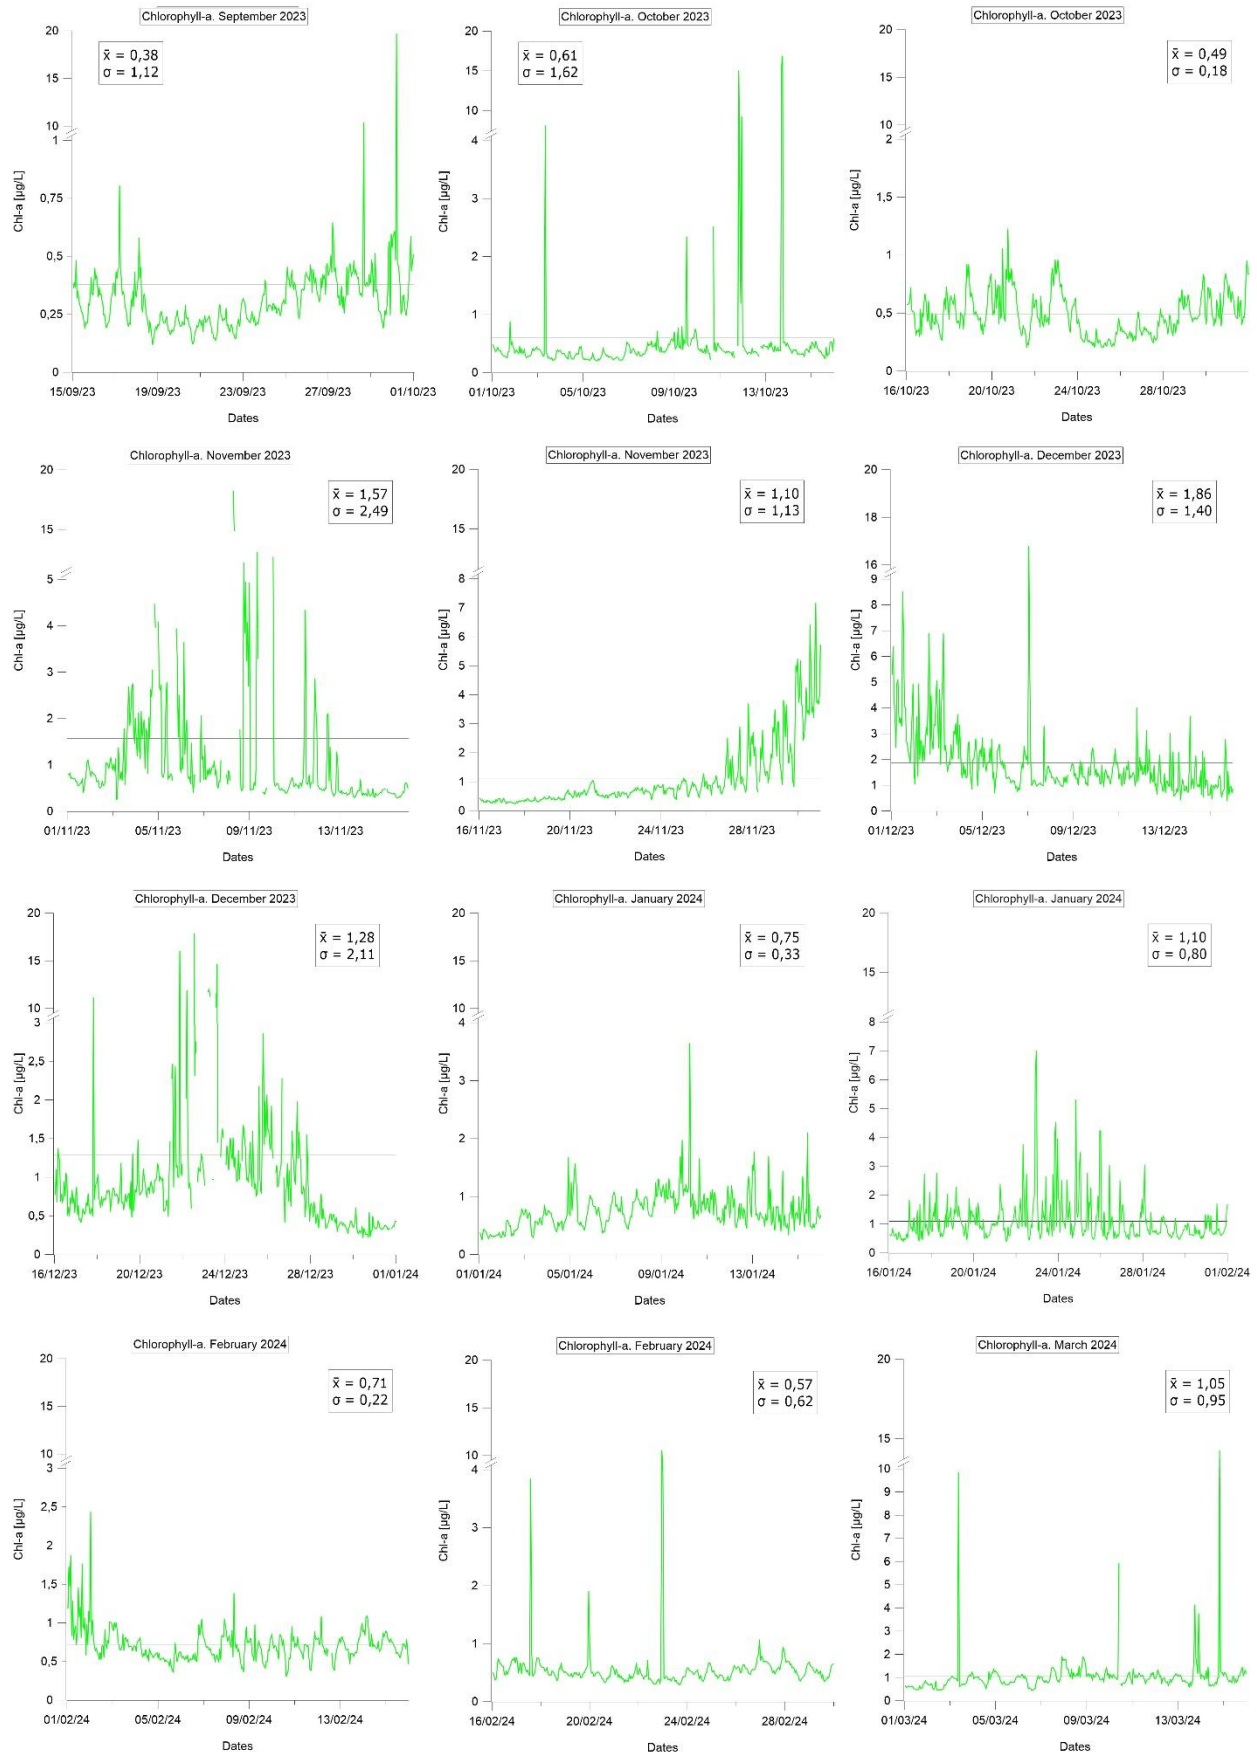 Chlorophyll-a. September 2023
x̄ = 0,38
σ = 1,12
20
15
10
1
0,75
0,5
0,25
0
Chl-a [µg/L]
15/09/23 19/09/23 23/09/23 27/09/23 01/10/23
Dates
Chlorophyll-a. October 2023
x̄ = 0,61
σ = 1,62
20
15
10
4
3
2
1
0
Chl-a [µg/L]
01/10/23 05/10/23 09/10/23 13/10/23
Dates
Chlorophyll-a. October 2023
x̄ = 0,49
σ = 0,18
20
15
10
2
1,5
1
0,5
0
Chl-a [µg/L]
16/10/23 20/10/23 24/10/23 28/10/23
Dates
Chlorophyll-a. November 2023
x̄ = 1,57
σ = 2,49
20
15
5
4
3
2
1
0
Chl-a [µg/L]
01/11/23 05/11/23 09/11/23 13/11/23
Dates
Chlorophyll-a. November 2023
x̄ = 1,10
σ = 1,13
20
15
8
7
6
5
4
3
2
1
0
Chl-a [µg/L]
16/11/23 20/11/23 24/11/23 28/11/23
Dates
Chlorophyll-a. December 2023
x̄ = 1,86
σ = 1,40
20
18
16
9
8
7
6
5
4
3
2
1
0
Chl-a [µg/L]
01/12/23 05/12/23 09/12/23 13/12/23
Dates
Chlorophyll-a. December 2023
x̄ = 1,28
σ = 2,11
20
15
10
3
2,5
2
1,5
1
0,5
0
Chl-a [µg/L]
16/12/23 20/12/23 24/12/23 28/12/23 01/01/24
Dates
Chlorophyll-a. January 2024
x̄ = 0,75
σ = 0,33
20
15
10
4
3
2
1
0
Chl-a [µg/L]
01/01/24 05/01/24 09/01/24 13/01/24
Dates
Chlorophyll-a. January 2024
x̄ = 1,10
σ = 0,80
20
15
8
7
6
5
4
3
2
1
0
Chl-a [µg/L]
16/01/24 20/01/24 24/01/24 28/01/24 01/02/24
Dates
Chlorophyll-a. February 2024
x̄ = 0,71
σ = 0,22
20
15
10
3
2,5
2
1,5
1
0,5
0
Chl-a [µg/L]
01/02/24 05/02/24 09/02/24 13/02/24
Dates
Chlorophyll-a. February 2024
x̄ = 0,57
σ = 0,62
20
15
10
4
3
2
1
0
Chl-a [µg/L]
16/02/24 20/02/24 24/02/24 28/02/24
Dates
Chlorophyll-a. March 2024
x̄ = 1,05
σ = 0,95
20
15
10
9
8
7
6
5
4
3
2
1
0
Chl-a [µg/L]
01/03/24 05/03/24 09/03/24 13/03/24
Dates